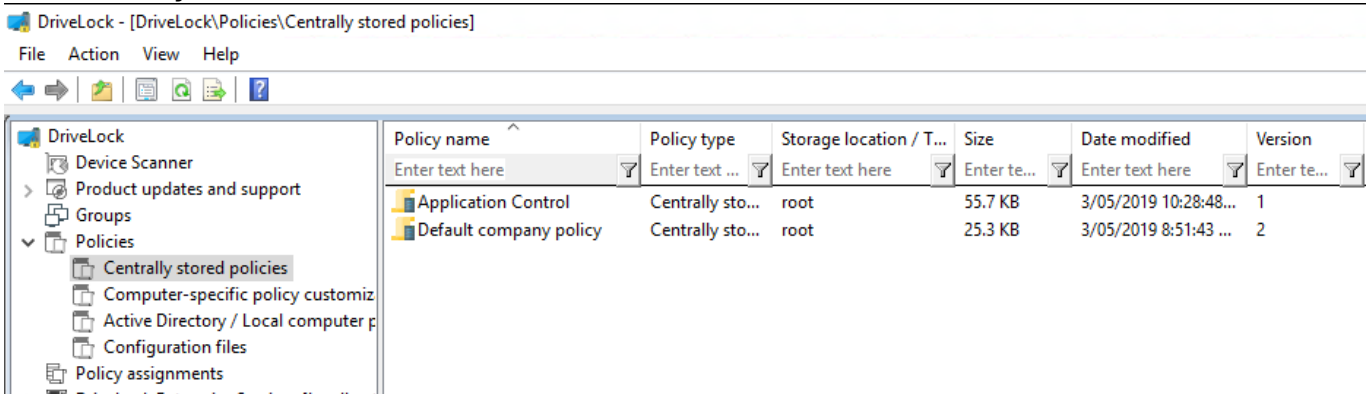 DriveLock - [DriveLock\Policies\Centrally stored policies]
File Action View Help
DriveLock
Device Scanner
Product updates and support
Groups
Policies
Centrally stored policies
Computer-specific policy customiz
Active Directory / Local computer p
Configuration files
Policy assignments
Policy name Policy type Storage location / T... Size Date modified Version
Enter text here Enter text ... Enter text here Enter te... Enter text here Enter te...
Application Control Centrally sto... root 55.7 KB 3/05/2019 10:28:48... 1
Default company policy Centrally sto... root 25.3 KB 3/05/2019 8:51:43 ... 2